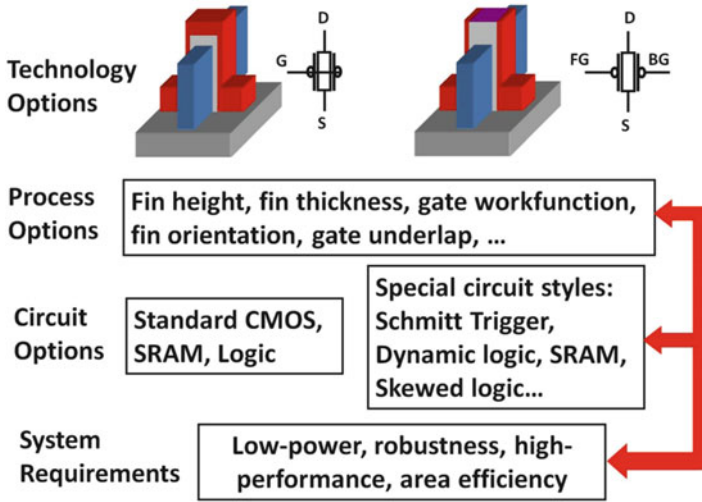 Technology
Options
D
G
S
D
FG
BG
S
Process
Options
Fin height, fin thickness, gate workfunction,
fin orientation, gate underlap, ...
Circuit
Options
Standard CMOS,
SRAM, Logic
Special circuit styles:
Schmitt Trigger,
Dynamic logic, SRAM,
Skewed logic...
System
Requirements
Low-power, robustness, high-
performance, area efficiency